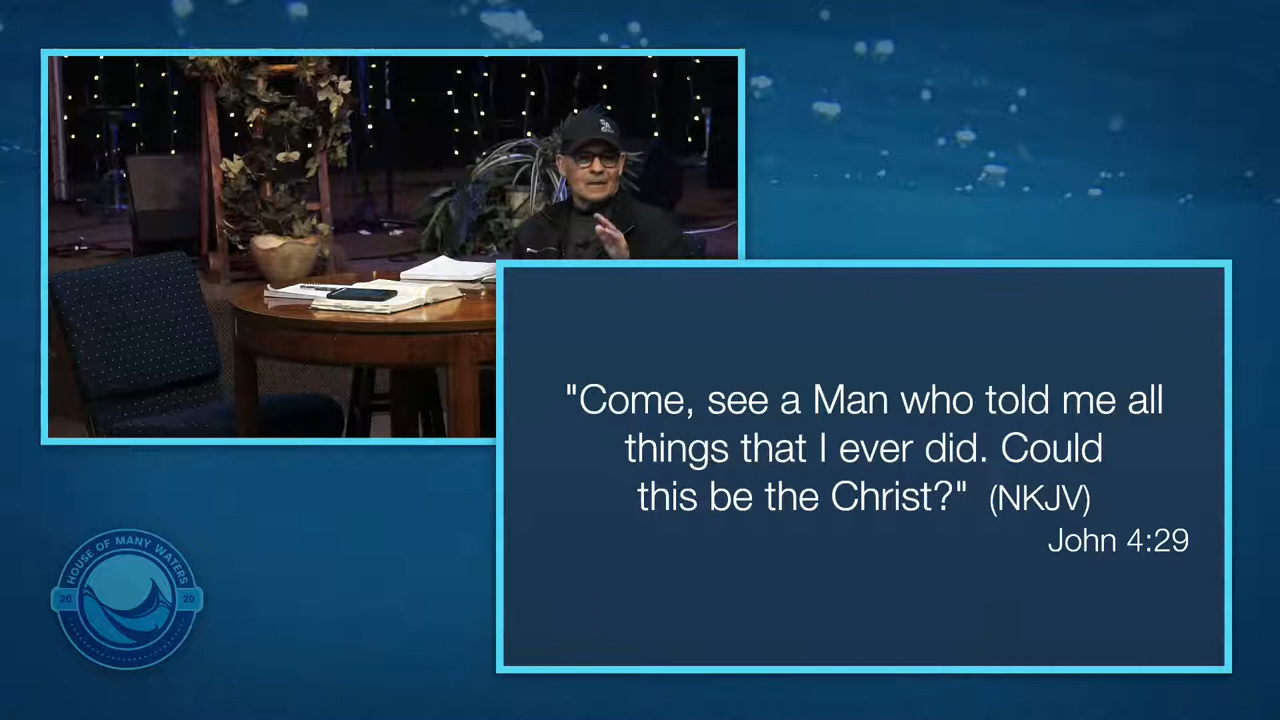 "Come, see a Man who told me all
things that I ever did. Could
this be the Christ?" (NKJV)
John 4:29
HOUSE OF MANY WATERS
20 20